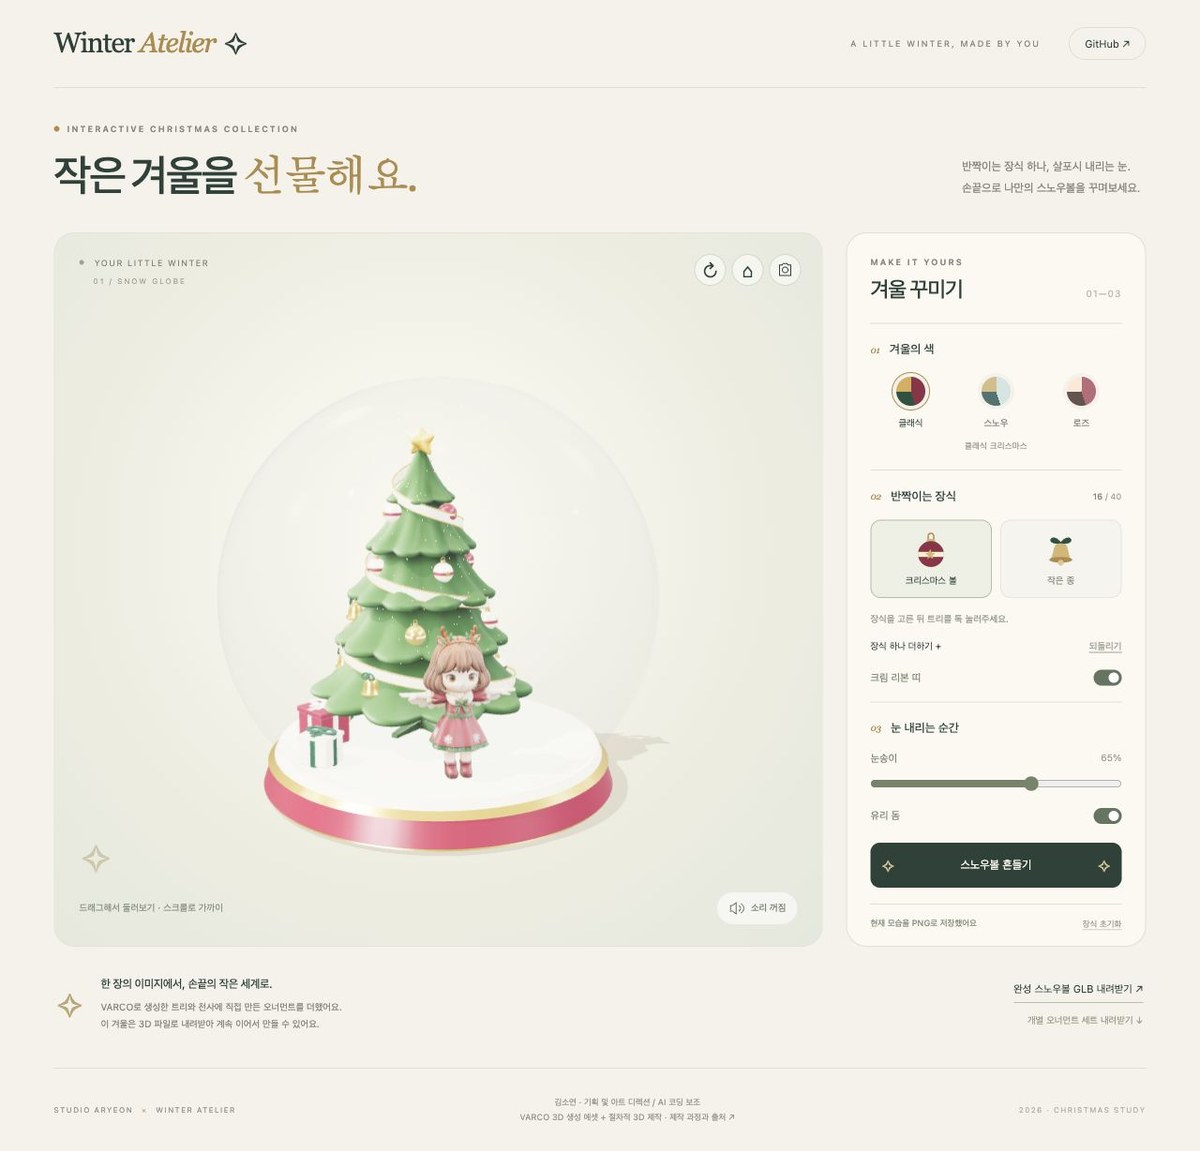 Winter Atelier
A LITTLE WINTER, MADE BY YOU
GitHub ↗
INTERACTIVE CHRISTMAS COLLECTION
작은 겨울을 선물해요.
반짝이는 장식 하나, 살포시 내리는 눈.
손끝으로 나만의 스노우볼을 꾸며보세요.
YOUR LITTLE WINTER
01 / SNOW GLOBE
드래그해서 둘러보기 · 스크롤로 가까이
소리 꺼짐
MAKE IT YOURS
겨울 꾸미기
01—03
01 겨울의 색
클래식
스노우
로즈
클래식 크리스마스
02 반짝이는 장식
16 / 40
크리스마스 볼
작은 종
장식을 고른 뒤 트리를 톡 눌러주세요.
장식 하나 더하기 +
되돌리기
크림 리본 띠
03 눈 내리는 순간
눈송이
65%
유리 돔
스노우볼 흔들기
현재 모습을 PNG로 저장했어요
장식 초기화
한 장의 이미지에서, 손끝의 작은 세계로.
VARCO로 생성한 트리와 천사에 직접 만든 오너먼트를 더했어요.
이 겨울은 3D 파일로 내려받아 계속 이어서 만들 수 있어요.
완성 스노우볼 GLB 내려받기 ↗
개별 오너먼트 세트 내려받기 ↓
STUDIO ARYEON × WINTER ATELIER
김소연 · 기획 및 아트 디렉션 / AI 코딩 보조
VARCO 3D 생성 에셋 + 절차적 3D 제작 · 제작 과정과 출처 ↗
2026 · CHRISTMAS STUDY